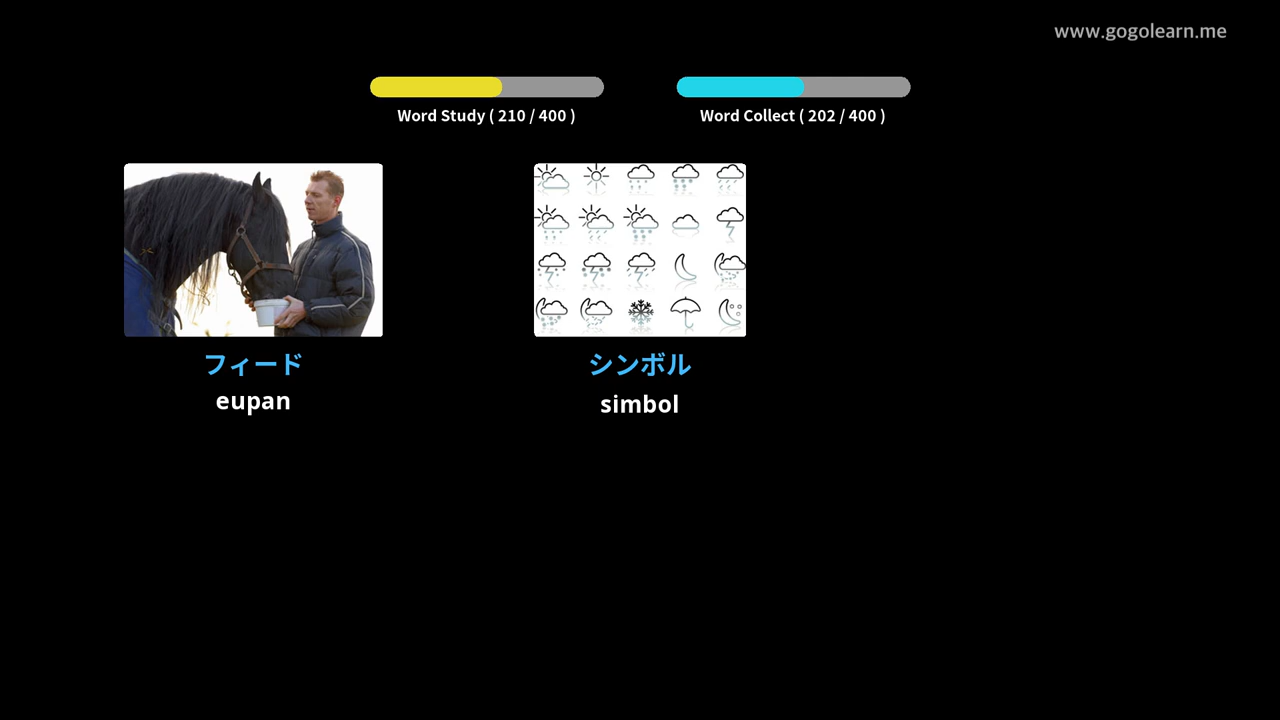 www.gogolearn.me
Word Study ( 210 / 400 )
Word Collect ( 202 / 400 )
フィード
eupan
シンボル
simbol